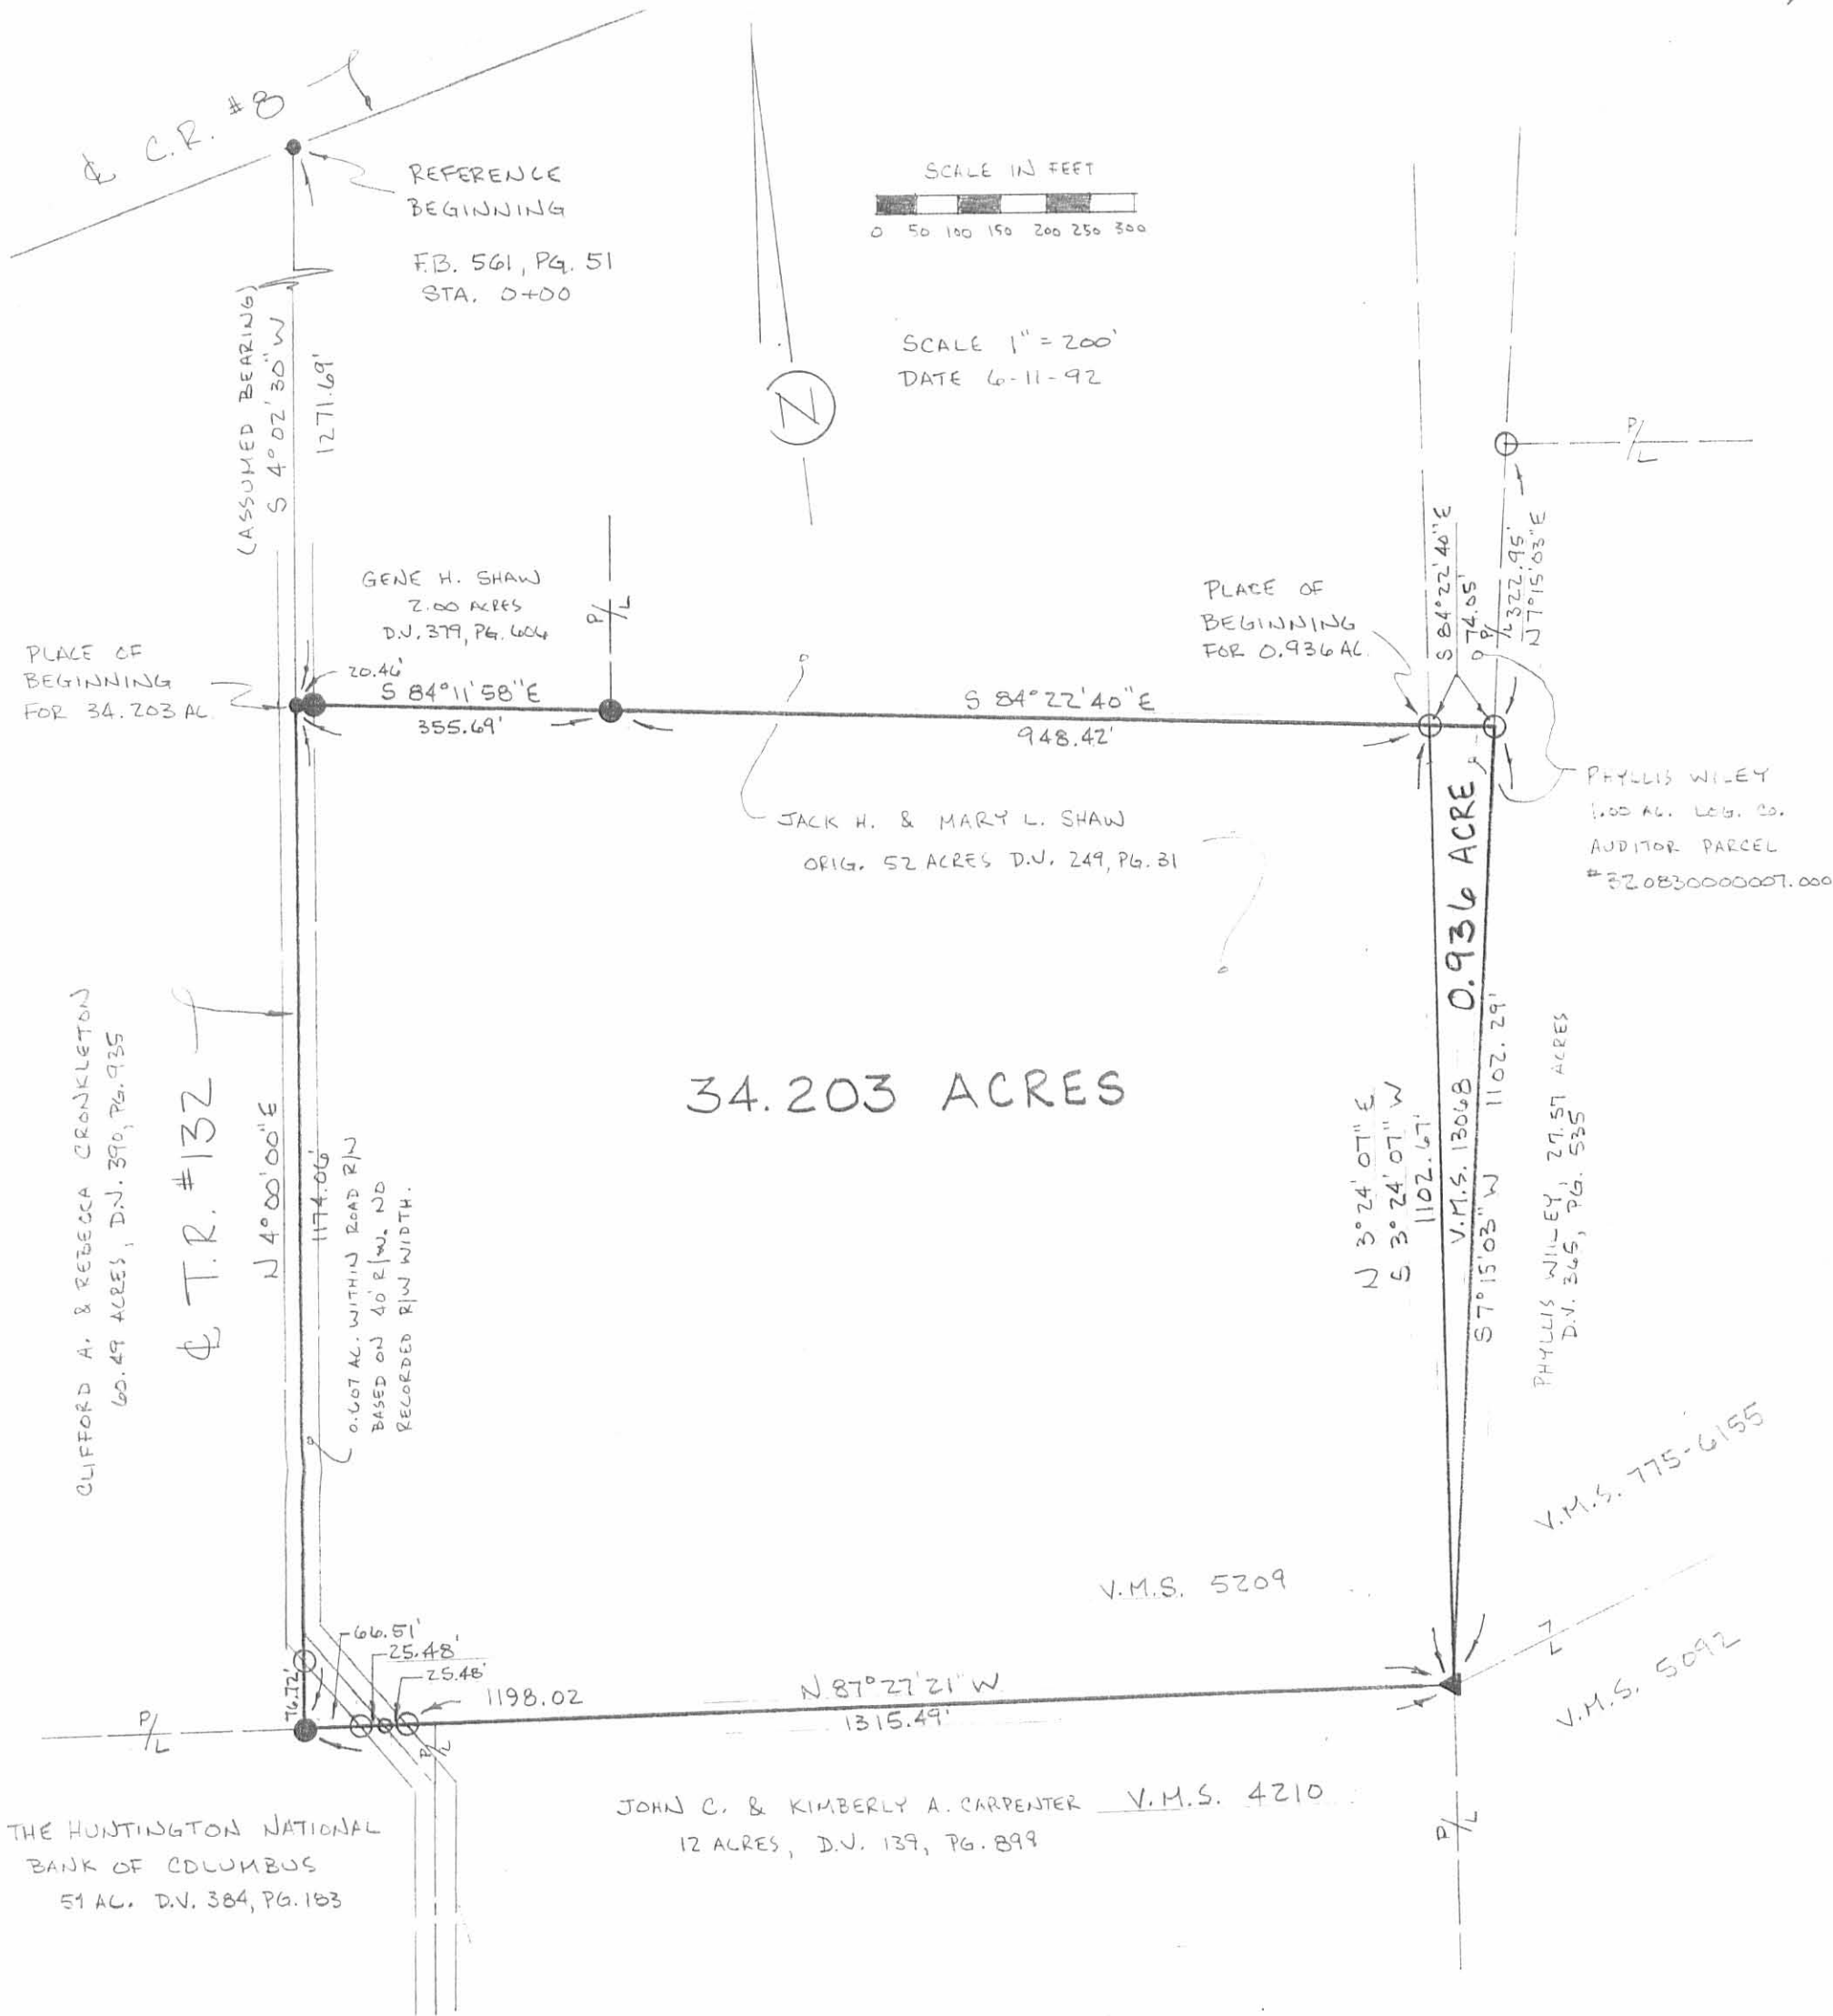 ℄ C.R. #8
REFERENCE
BEGINNING
F.B. 561, PG. 51
STA. 0+00
SCALE IN FEET
0 50 100 150 200 250 300
SCALE 1" = 200'
DATE 6-11-92
N
(ASSUMED BEARING)
S 4°02'30" W
1271.69'
GENE H. SHAW
2.00 ACRES
D.V. 379, PG. 606
P/L
P/L
PLACE OF
BEGINNING
FOR 34.203 AC.
20.46'
S 84°11'58"E
355.69'
S 84°22'40"E
948.42'
PLACE OF
BEGINNING
FOR 0.936 AC.
S 84°22'40"E
74.05'
P/L
322.95'
N 7°15'03"E
PHYLLIS WILEY
1.00 AC. LOG. CO.
AUDITOR PARCEL
#320830000007.000
JACK H. & MARY L. SHAW
ORIG. 52 ACRES D.V. 249, PG. 31
CLIFFORD A. & REBECCA CRONKLETON
60.49 ACRES, D.V. 390, PG. 935
℄ T.R. #132
N 4°00'00"E
1174.06'
0.607 AC. WITHIN ROAD R/W
BASED ON 40' R/W. NO
RECORDED R/W WIDTH.
34.203 ACRES
N 3°24'07" E
S 3°24'07" W
1102.67'
V.M.S. 13068 0.936 ACRE
S 7°15'03" W 1102.29'
PHYLLIS WILEY, 27.57 ACRES
D.V. 365, PG. 535
V.M.S. 775-6155
V.M.S. 5209
V.M.S. 5092
66.51'
25.48'
25.48'
76.72'
1198.02
N 87°27'21" W
1315.49'
P/L
P/L
P/L
JOHN C. & KIMBERLY A. CARPENTER V.M.S. 4210
12 ACRES, D.V. 139, PG. 899
THE HUNTINGTON NATIONAL
BANK OF COLUMBUS
AC. D.V. 384, PG. 183